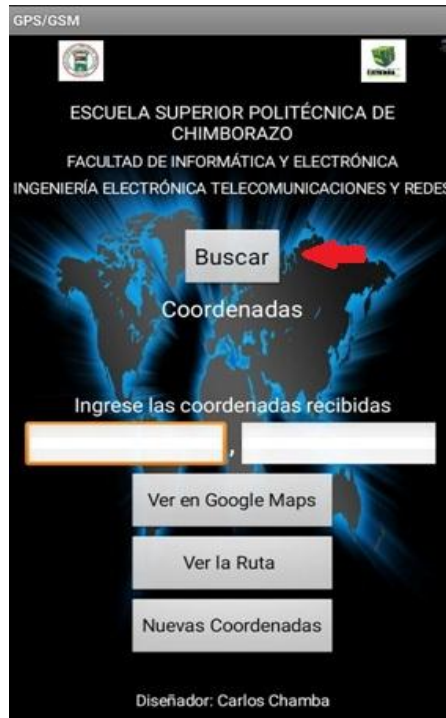 GPS/GSM
ESCUELA SUPERIOR POLITÉCNICA DE
CHIMBORAZO
FACULTAD DE INFORMÁTICA Y ELECTRÓNICA
INGENIERÍA ELECTRÓNICA TELECOMUNICACIONES Y REDES
Buscar
Coordenadas
Ingrese las coordenadas recibidas
,
Ver en Google Maps
Ver la Ruta
Nuevas Coordenadas
Diseñador: Carlos Chamba